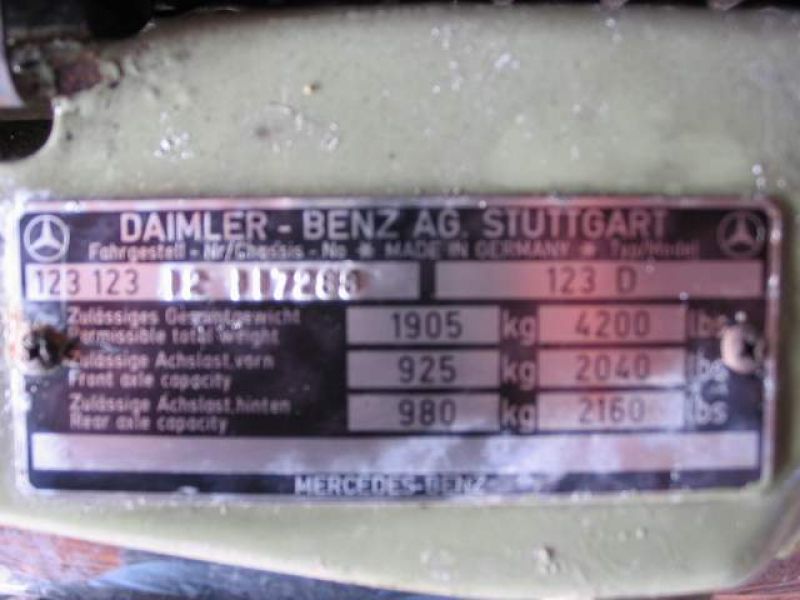 DAIMLER - BENZ AG. STUTTGART
Fahrgestell - Nr/Chassis - No * MADE IN GERMANY * Typ/Model
123 123 123 D
Zulässiges Gesamtgewicht 1905 kg 4200 lbs
Permissible total weight
Zulässige Achslast.vorn 925 kg 2040 lbs
Front axle capacity
Zulässige Achslast.hinten 980 kg 2160 lbs
Rear axle capacity
MERCEDES-BENZ